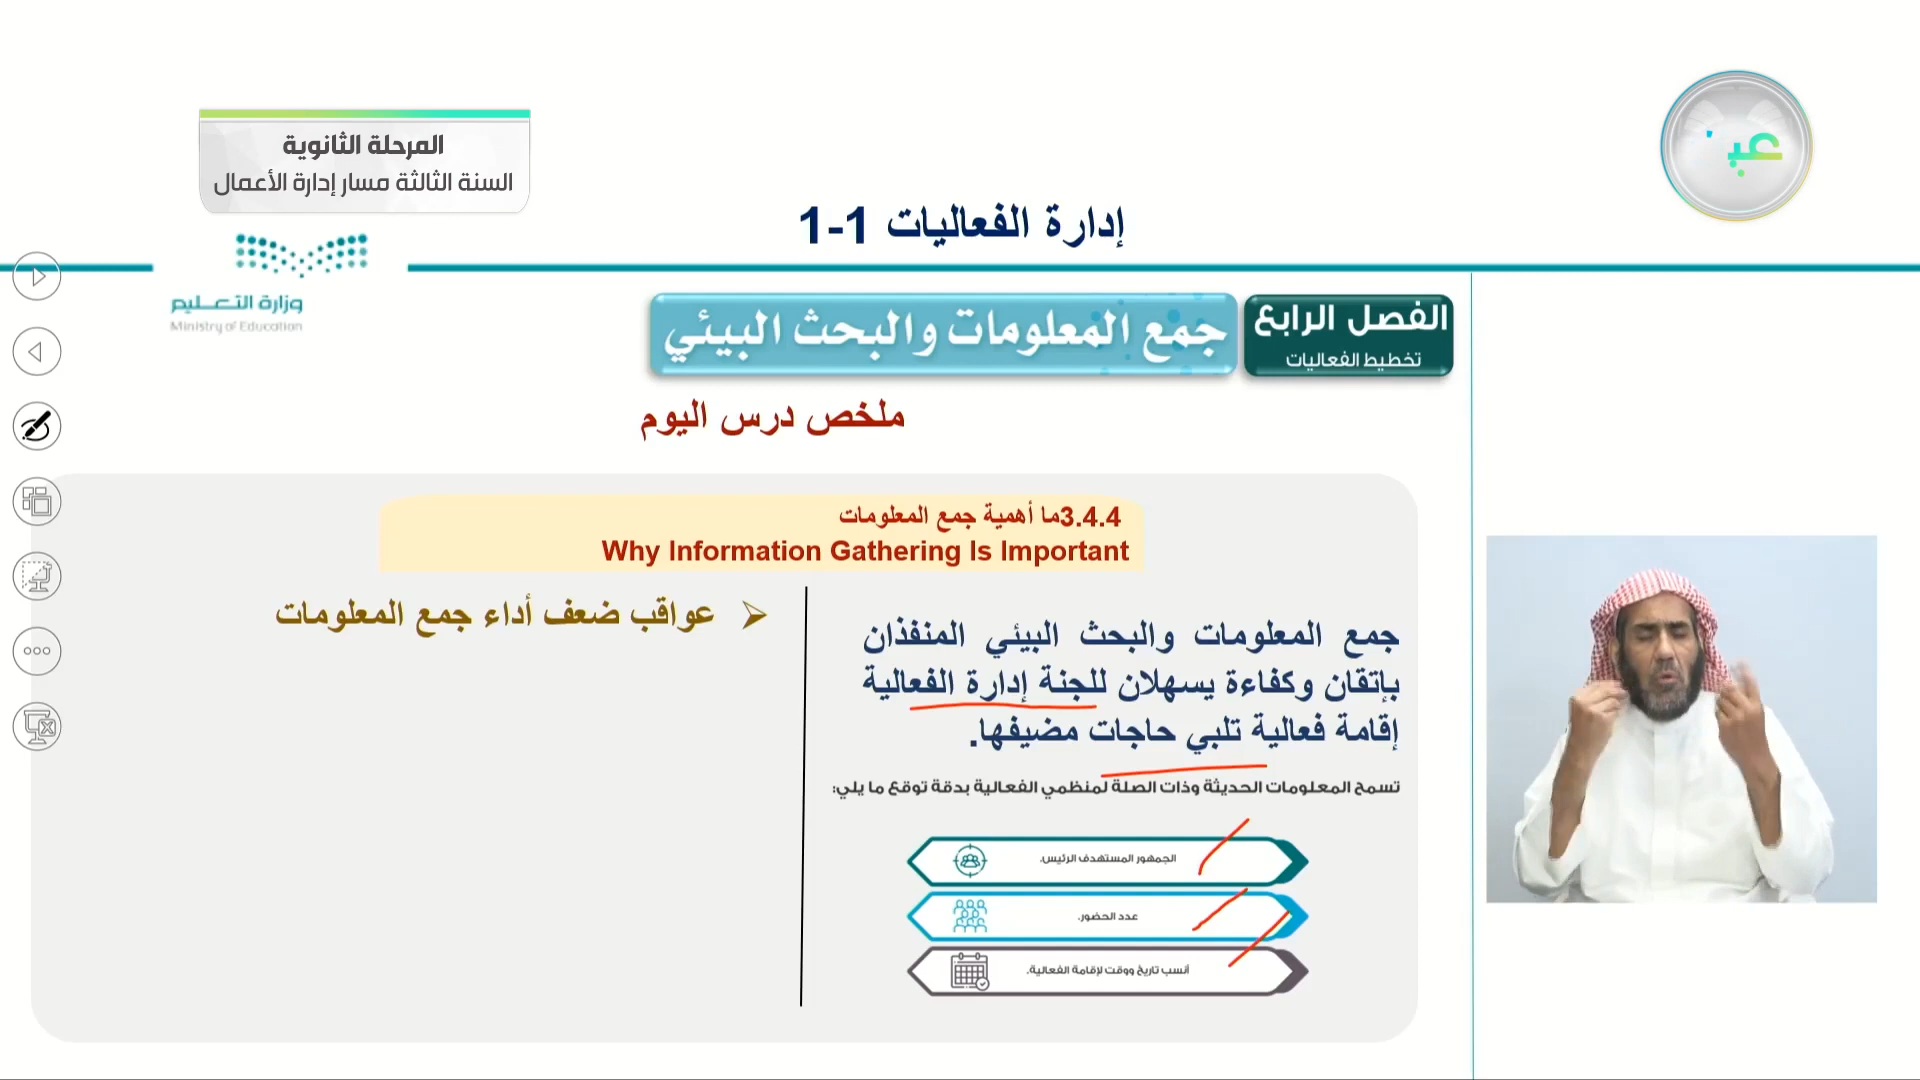 المرحلة الثانوية
السنة الثالثة مسار إدارة الأعمال
إدارة الفعاليات 1-1
وزارة التعليم
Ministry of Education
الفصل الرابع
تخطيط الفعاليات
جمع المعلومات والبحث البيئي
ملخص درس اليوم
3.4.4ما أهمية جمع المعلومات
Why Information Gathering Is Important
جمع المعلومات والبحث البيئي المنفذان
بإتقان وكفاءة يسهلان للجنة إدارة الفعالية
إقامة فعالية تلبي حاجات مضيفها.
تسمح المعلومات الحديثة وذات الصلة لمنظمي الفعالية بدقة توقع ما يلي:
الجمهور المستهدف الرئيس.
عدد الحضور.
أنسب تاريخ ووقت لإقامة الفعالية.
عواقب ضعف أداء جمع المعلومات